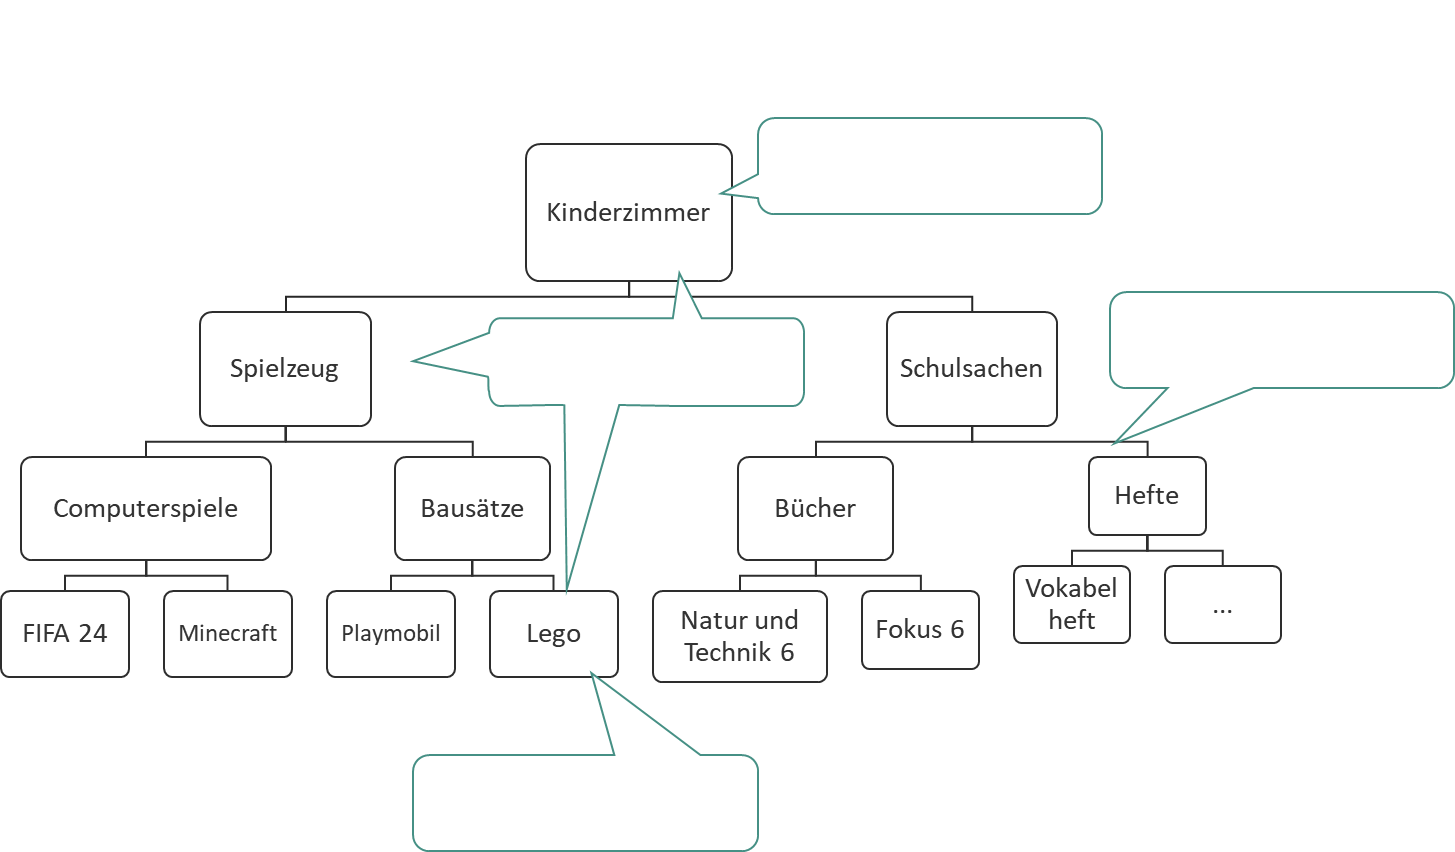 Kinderzimmer
Spielzeug
Schulsachen
Computerspiele
Bausätze
Bücher
Hefte
FIFA 24
Minecraft
Playmobil
Lego
Natur und
Technik 6
Fokus 6
Vokabel
heft
...